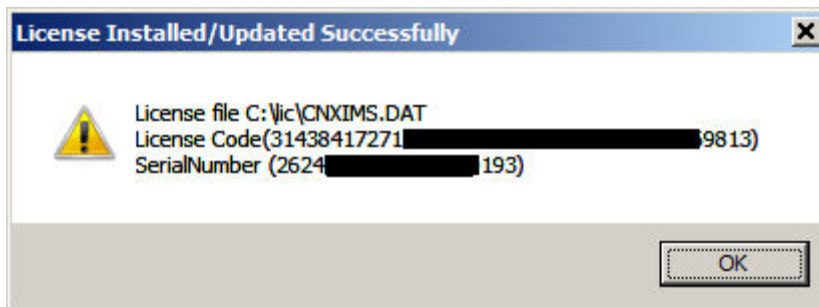 License Installed/Updated Successfully
License file C:\lic\CNXIMS.DAT
License Code(31438417271 9813)
SerialNumber (2624 193)
OK